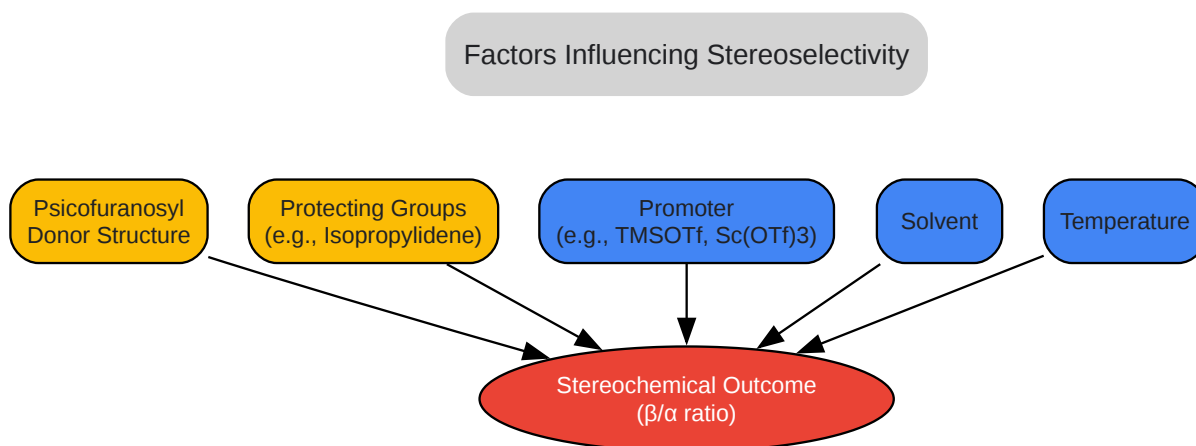 Factors Influencing Stereoselectivity
Psicofuranosyl
Donor Structure
Protecting Groups
(e.g., Isopropylidene)
Promoter
(e.g., TMSOTf, Sc(OTf)3)
Solvent
Temperature
Stereochemical Outcome
(β/α ratio)